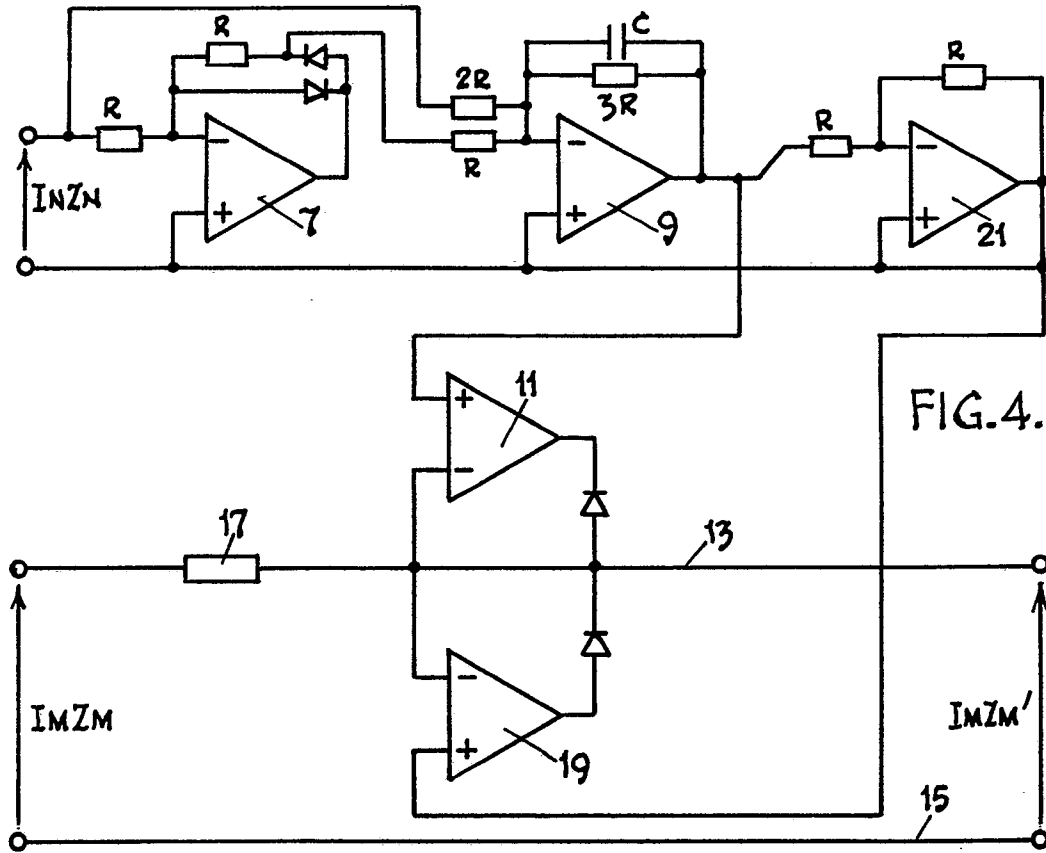 R
C
R
2R
3R
R
R
R
−
−
−
INZN
+
7
+
9
+
21
11
+
FIG.4.
−
17
13
IMZM
−
IMZM′
+
19
15